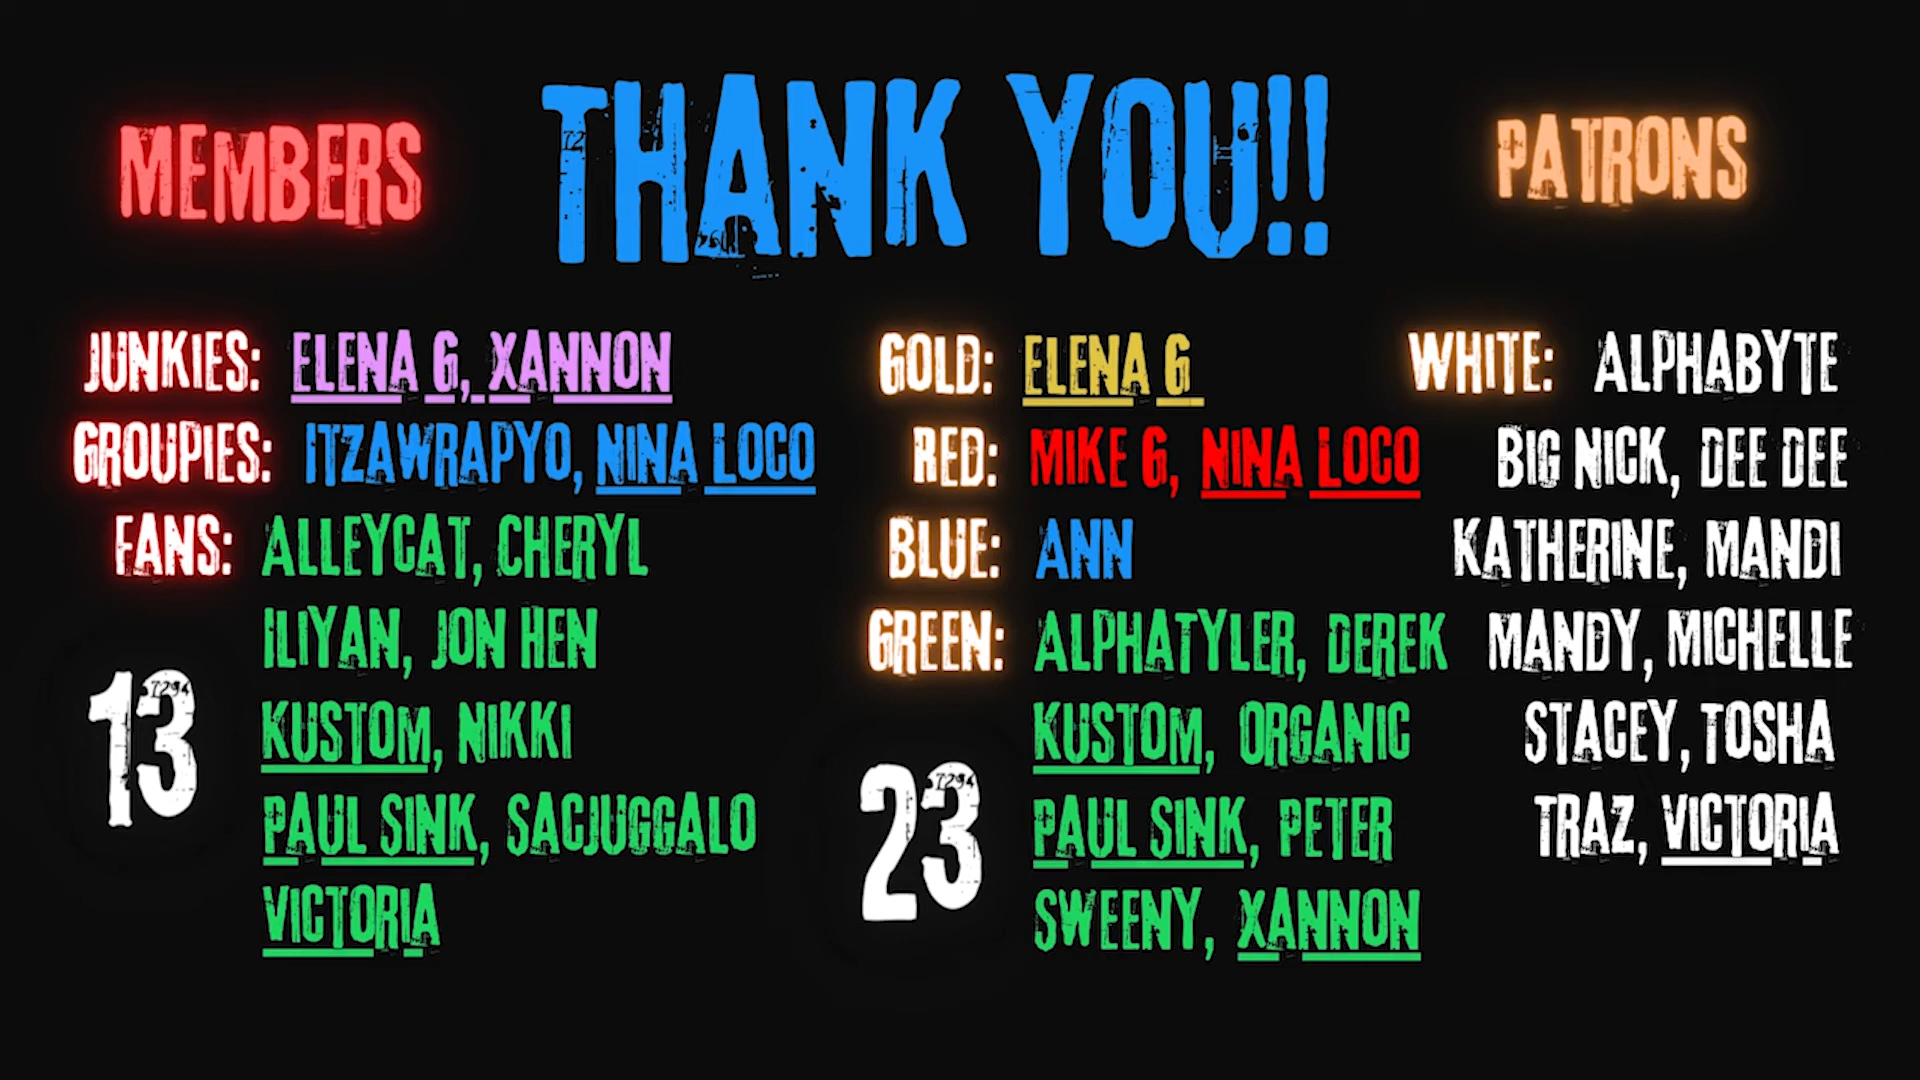 THANK YOU!!
MEMBERS
JUNKIES: ELENA G, XANNON
GROUPIES: ITZAWRAPYO, NINA LOCO
FANS: ALLEYCAT, CHERYL
ILIYAN, JON HEN
KUSTOM, NIKKI
PAUL SINK, SACJUGGALO
VICTORIA
13
PATRONS
GOLD: ELENA G
RED: MIKE G, NINA LOCO
BLUE: ANN
GREEN: ALPHATYLER, DEREK
KUSTOM, ORGANIC
PAUL SINK, PETER
SWEENY, XANNON
23
WHITE: ALPHABYTE
BIG NICK, DEE DEE
KATHERINE, MANDI
MANDY, MICHELLE
STACEY, TOSHA
TRAZ, VICTORIA